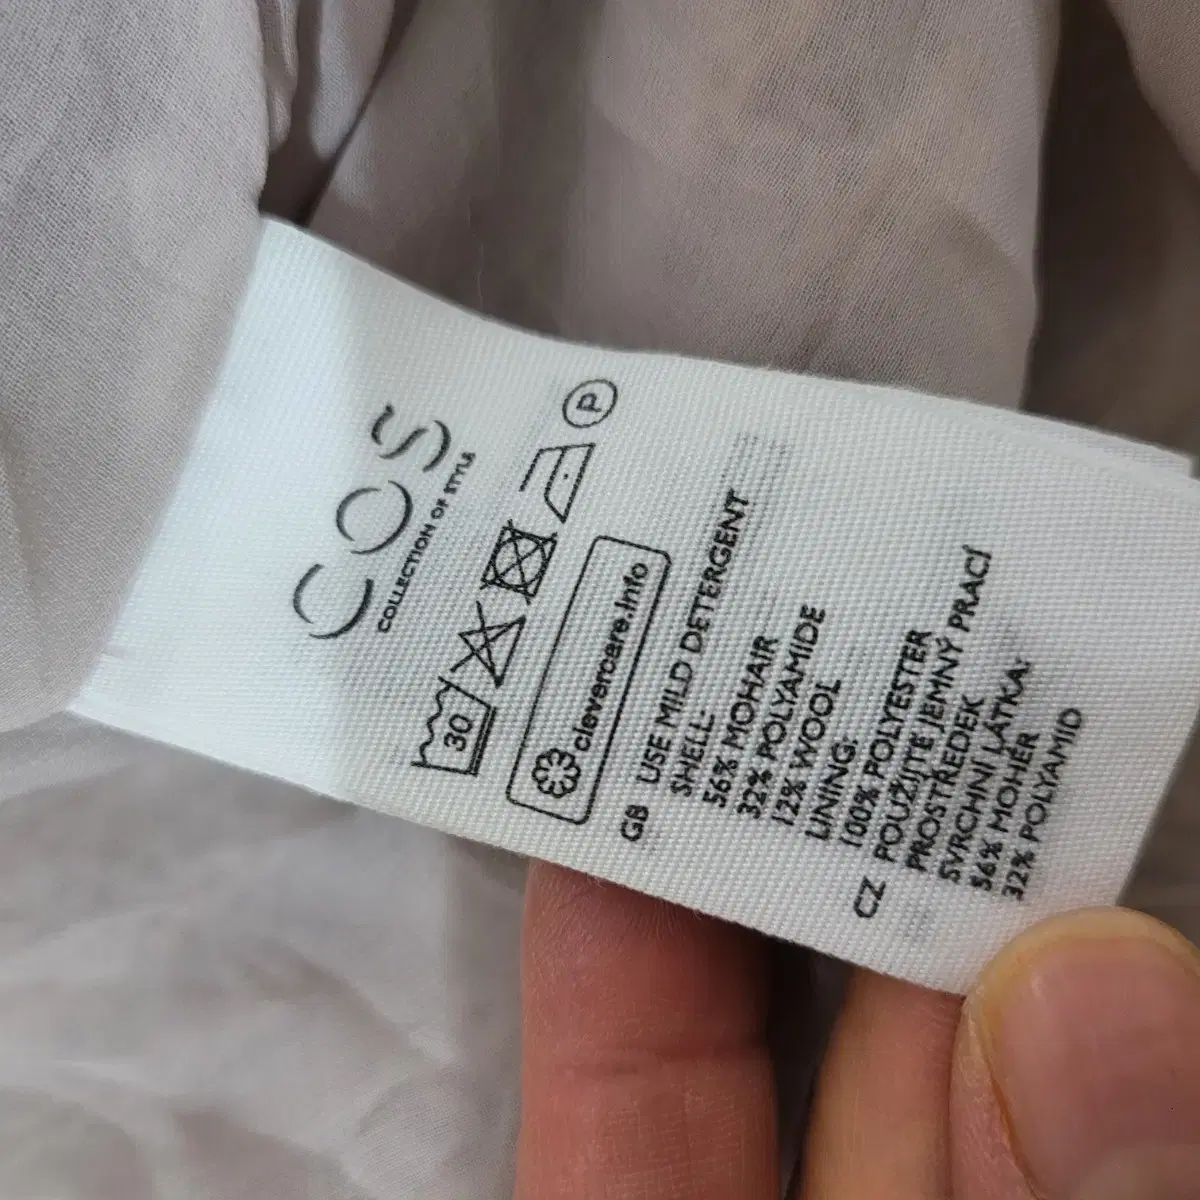 COS
COLLECTION OF STYLE
30
P
clevercare.info
GB USE MILD DETERGENT
SHELL:
56% MOHAIR
32% POLYAMIDE
12% WOOL
LINING:
100% POLYESTER
CZ POUŽIJTE JEMNÝ PRACÍ
PROSTŘEDEK
SVRCHNÍ LÁTKA:
56% MOHÉR
32% POLYAMID